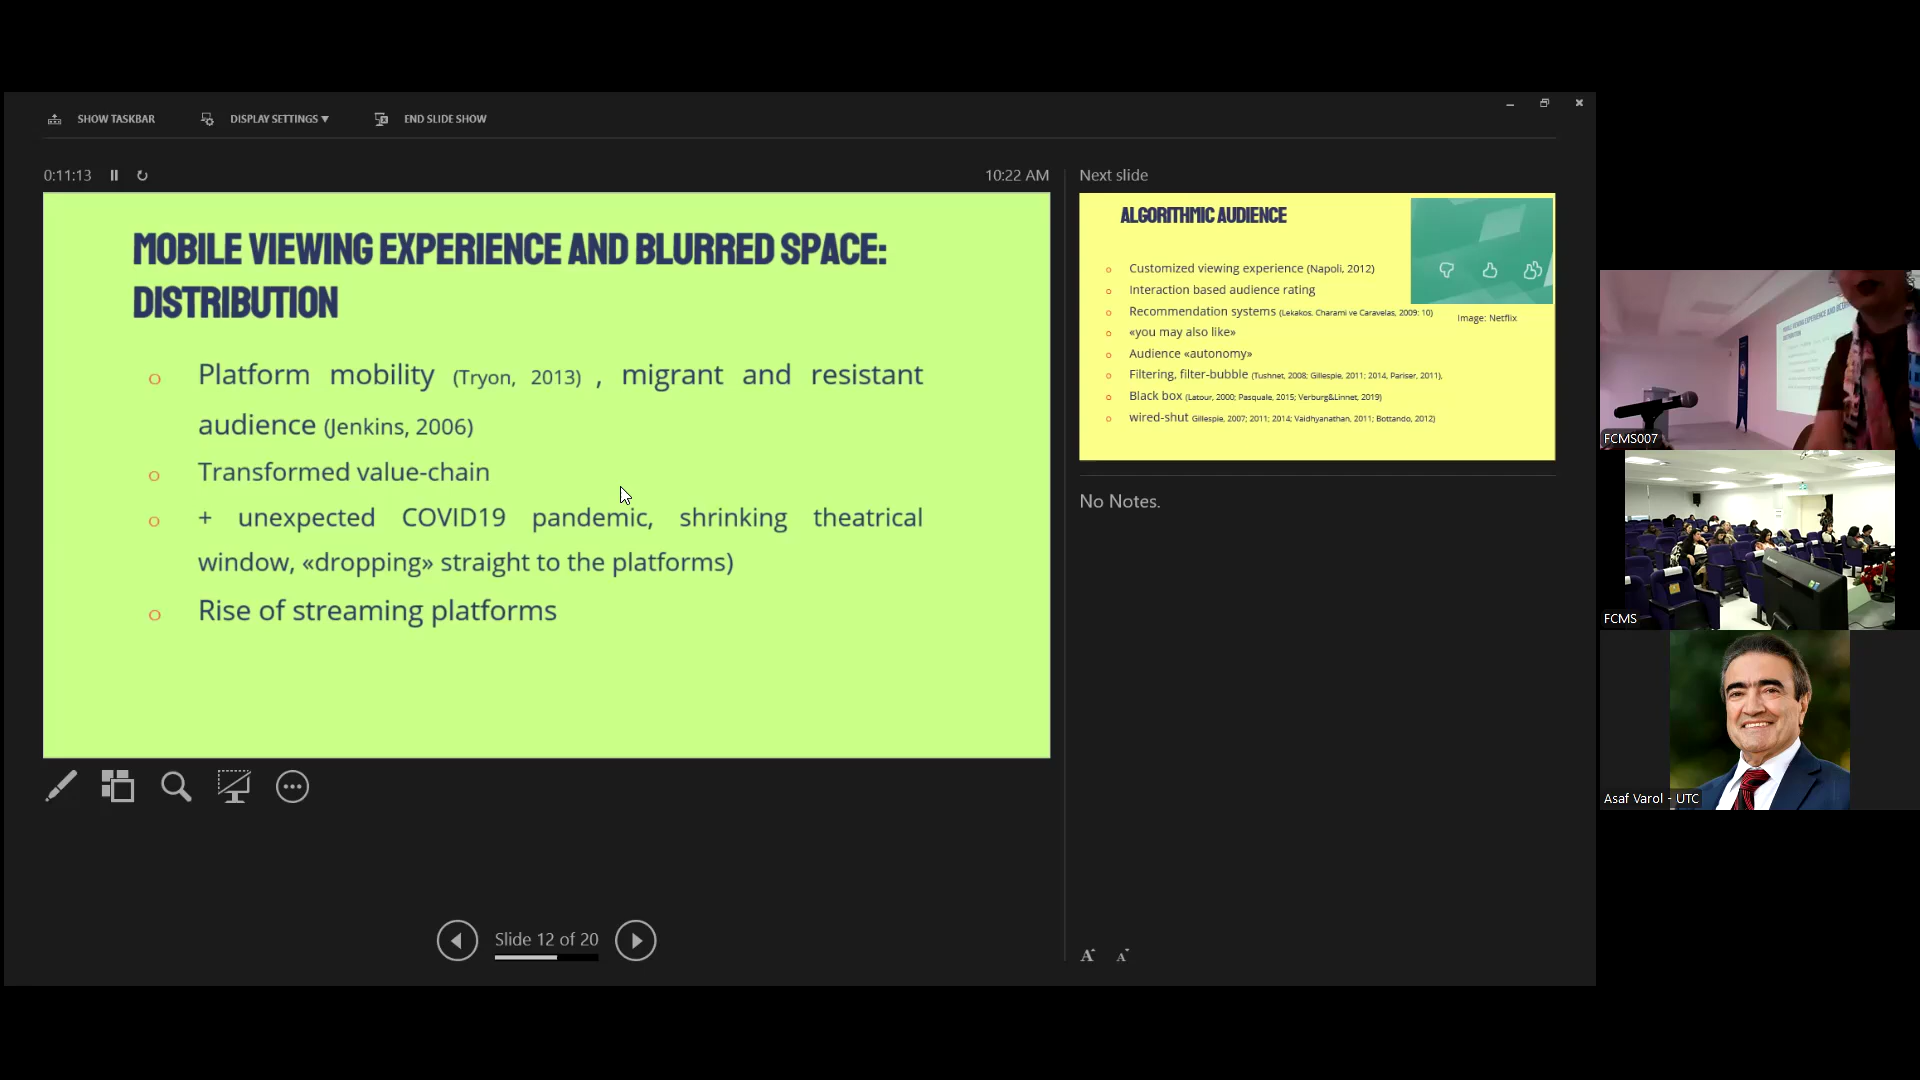 SHOW TASKBAR
DISPLAY SETTINGS
END SLIDE SHOW
0:11:13
10:22 AM
MOBILE VIEWING EXPERIENCE AND BLURRED SPACE:
DISTRIBUTION
Platform mobility (Tryon, 2013) , migrant and resistant
audience (Jenkins, 2006)
Transformed value-chain
+ unexpected COVID19 pandemic, shrinking theatrical
window, «dropping» straight to the platforms)
Rise of streaming platforms
Slide 12 of 20
Next slide
ALGORITHMIC AUDIENCE
Customized viewing experience (Napoli, 2012)
Interaction based audience rating
Recommendation systems (Lekakos, Charami ve Caravelas, 2009: 10)
«you may also like»
Audience «autonomy»
Filtering, filter-bubble (Tushnet, 2008; Gillespie, 2011; 2014, Pariser, 2011),
Black box (Latour, 2000; Pasquale, 2015; Verburg&Linnet, 2019)
wired-shut Gillespie, 2007; 2011; 2014; Vaidhyanathan, 2011; Bottando, 2012)
Image: Netflix
No Notes.
A A
FCMS007
FCMS
Asaf Varol - UTC